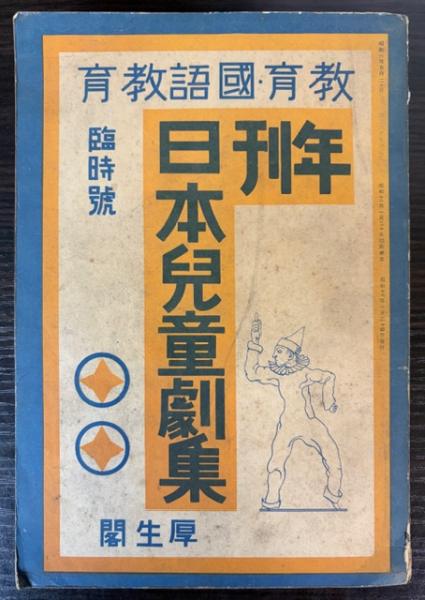 教育・國語教育
年刊
日本兒童劇集
臨時號
厚生閣